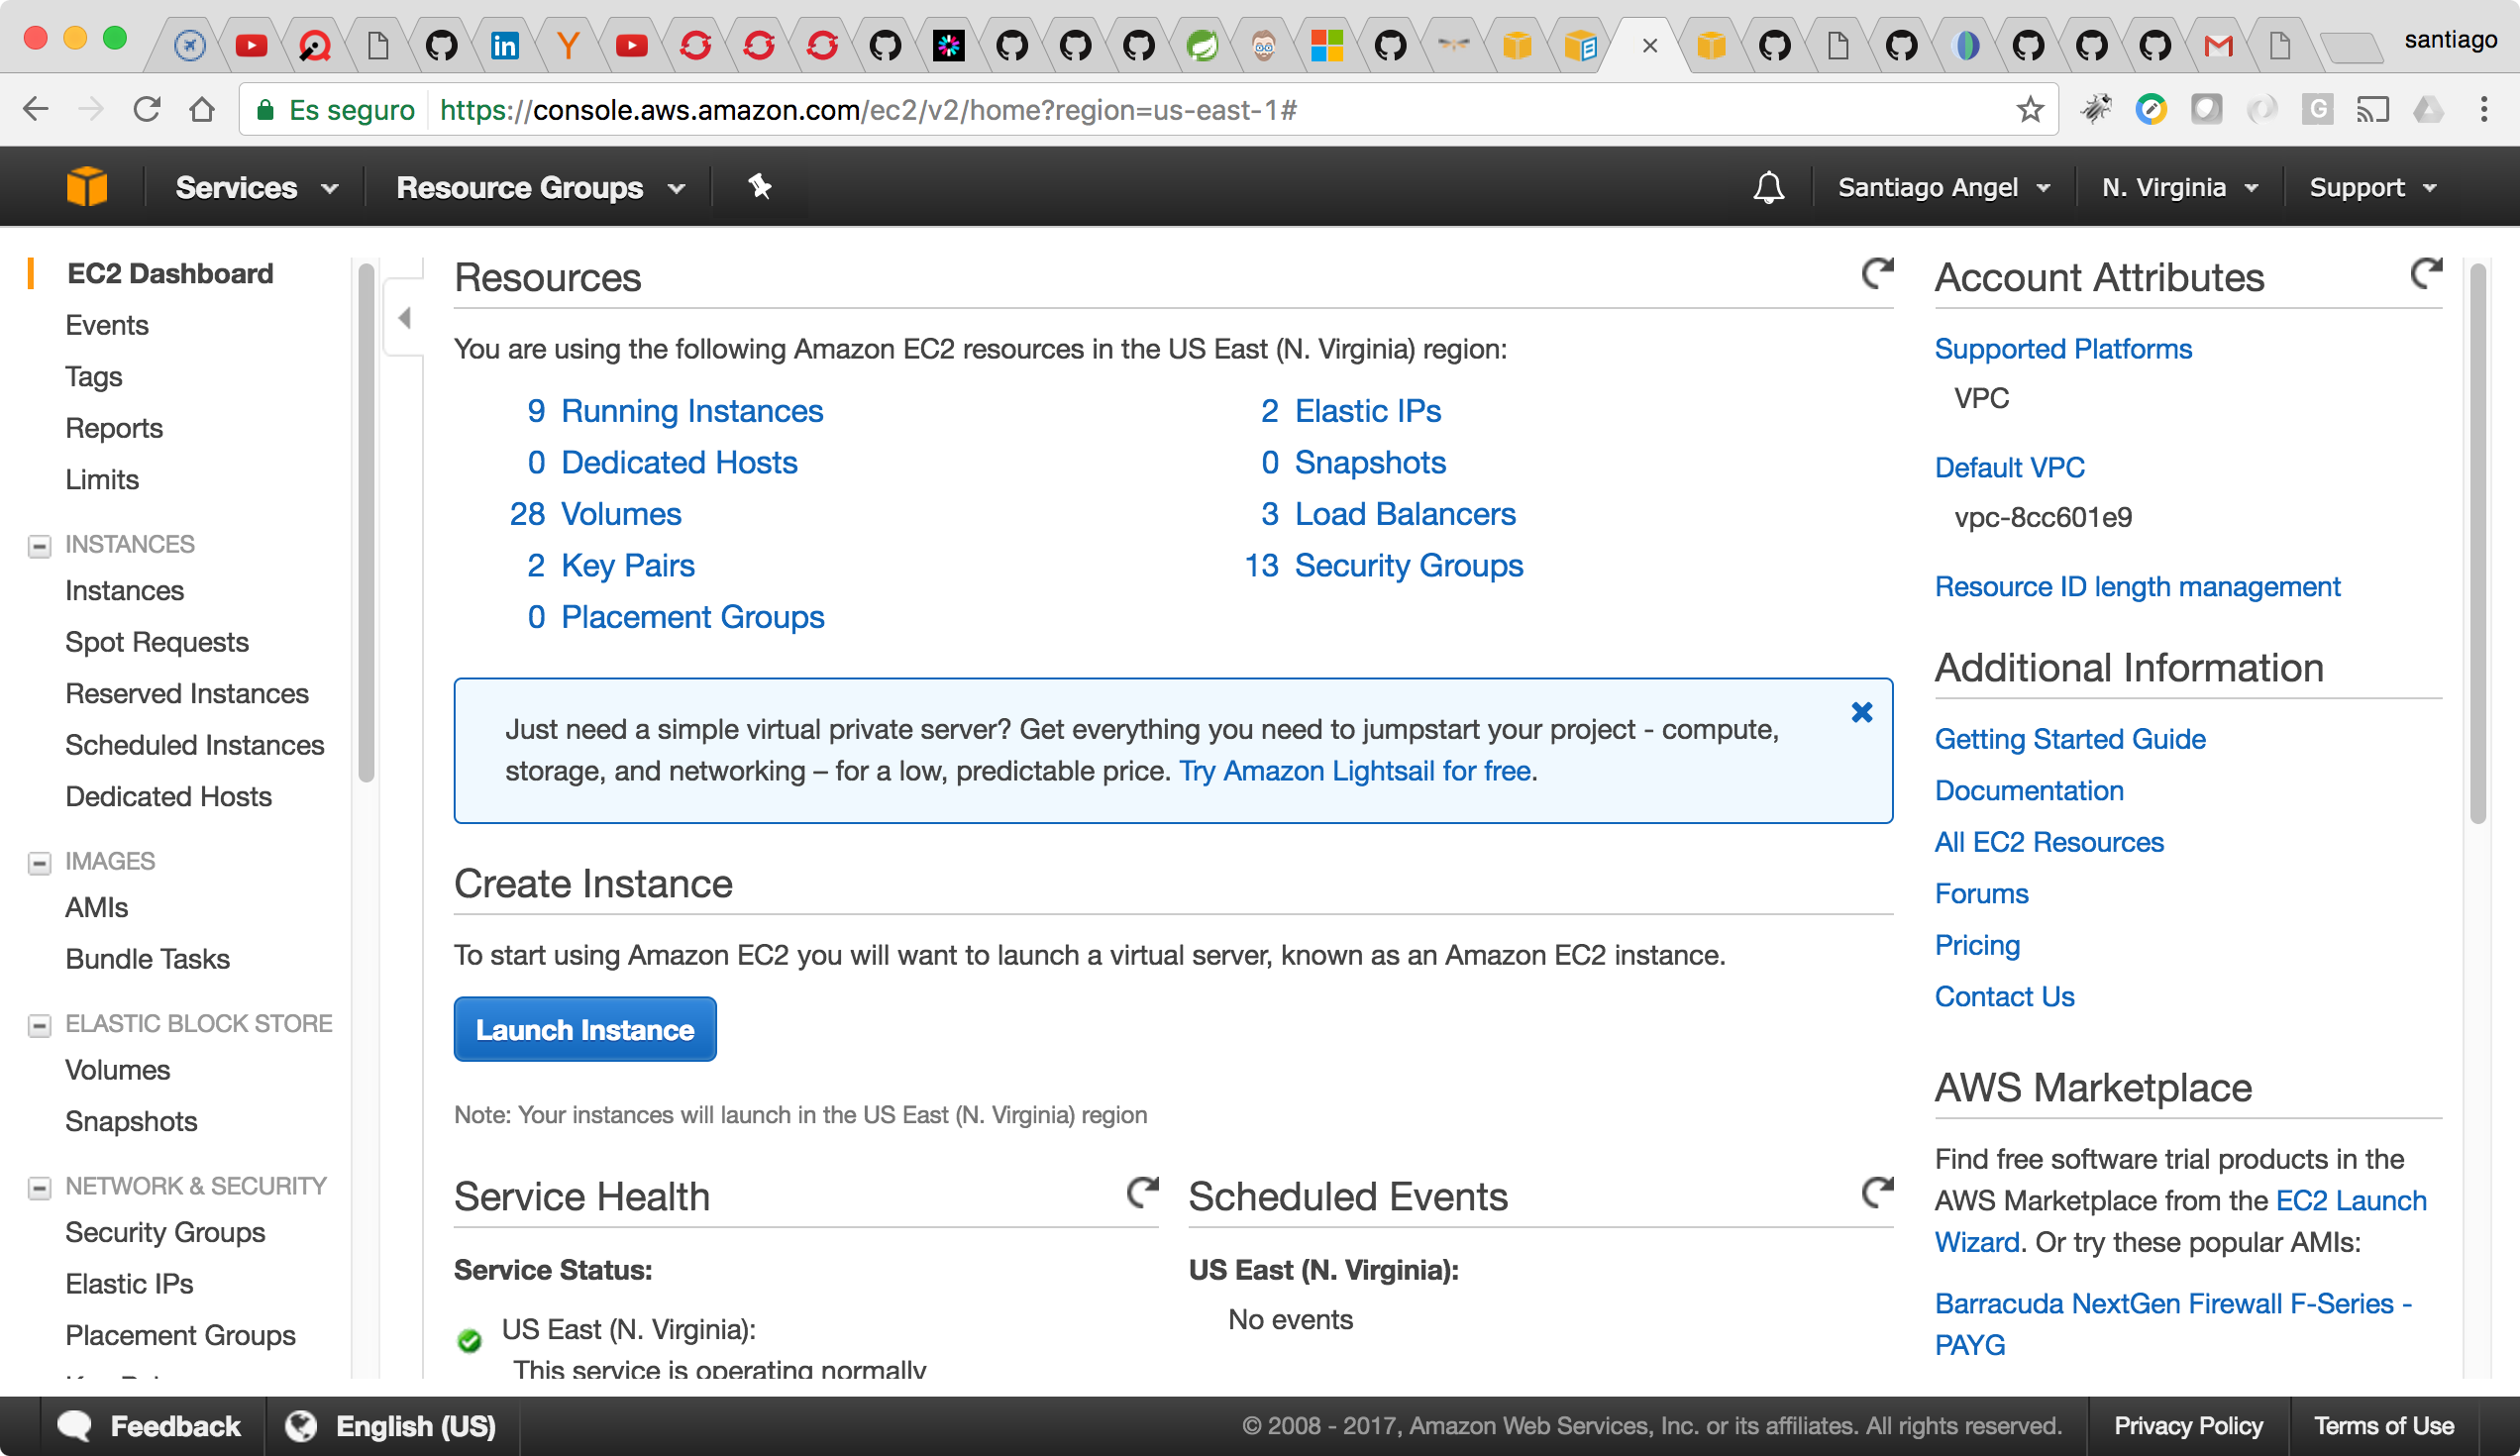 santiago
Es seguro https://console.aws.amazon.com/ec2/v2/home?region=us-east-1#
Services Resource Groups Santiago Angel N. Virginia Support
EC2 Dashboard
Events
Tags
Reports
Limits
INSTANCES
Instances
Spot Requests
Reserved Instances
Scheduled Instances
Dedicated Hosts
IMAGES
AMIs
Bundle Tasks
ELASTIC BLOCK STORE
Volumes
Snapshots
NETWORK & SECURITY
Security Groups
Elastic IPs
Placement Groups
Resources
You are using the following Amazon EC2 resources in the US East (N. Virginia) region:
9 Running Instances
0 Dedicated Hosts
28 Volumes
2 Key Pairs
0 Placement Groups
2 Elastic IPs
0 Snapshots
3 Load Balancers
13 Security Groups
Just need a simple virtual private server? Get everything you need to jumpstart your project - compute,
storage, and networking – for a low, predictable price. Try Amazon Lightsail for free.
Create Instance
To start using Amazon EC2 you will want to launch a virtual server, known as an Amazon EC2 instance.
Launch Instance
Note: Your instances will launch in the US East (N. Virginia) region
Service Health
Service Status:
US East (N. Virginia):
This service is operating normally
Scheduled Events
US East (N. Virginia):
No events
Account Attributes
Supported Platforms
VPC
Default VPC
vpc-8cc601e9
Resource ID length management
Additional Information
Getting Started Guide
Documentation
All EC2 Resources
Forums
Pricing
Contact Us
AWS Marketplace
Find free software trial products in the
AWS Marketplace from the EC2 Launch
Wizard. Or try these popular AMIs:
Barracuda NextGen Firewall F-Series -
PAYG
Feedback English (US) © 2008 - 2017, Amazon Web Services, Inc. or its affiliates. All rights reserved. Privacy Policy Terms of Use